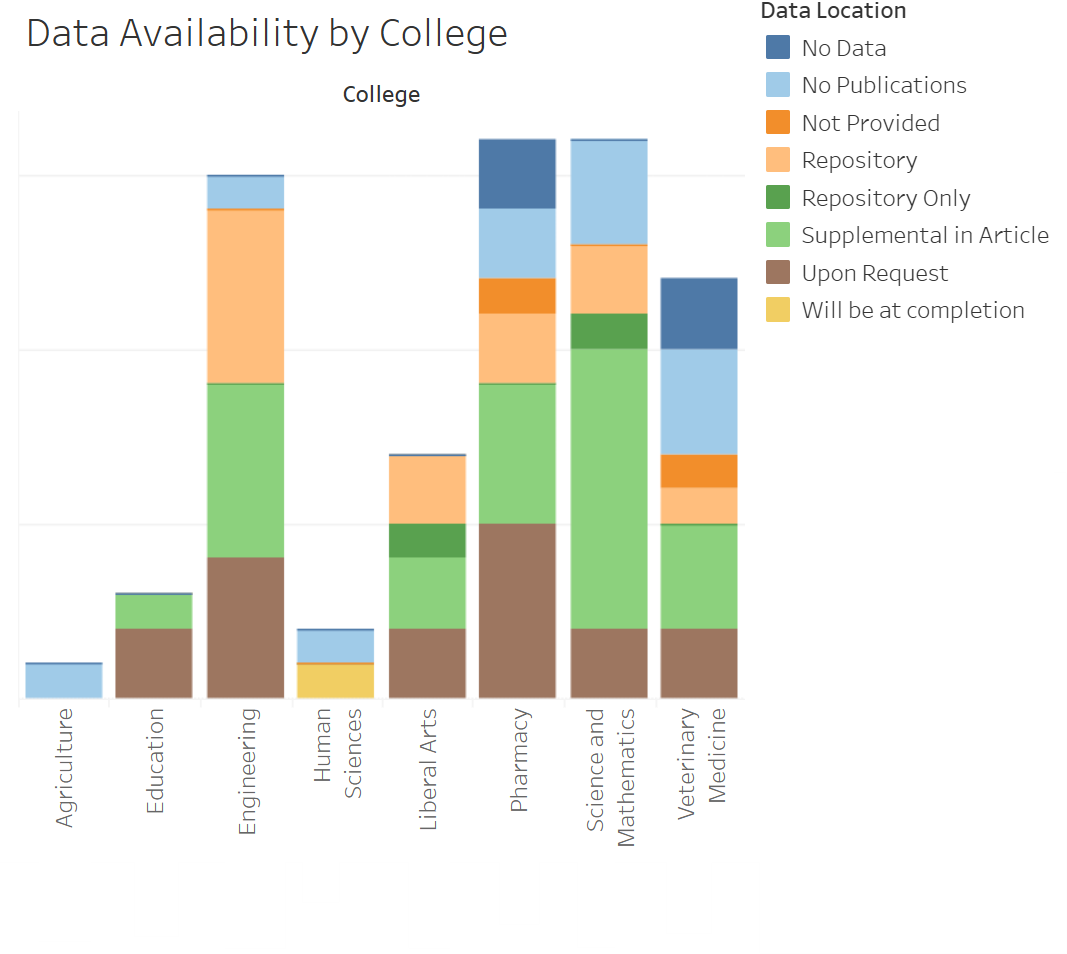 Data Availability by College
College
Data Location
No Data
No Publications
Not Provided
Repository
Repository Only
Supplemental in Article
Upon Request
Will be at completion
Agriculture
Education
Engineering
Human
Sciences
Liberal Arts
Pharmacy
Science and
Mathematics
Veterinary
Medicine